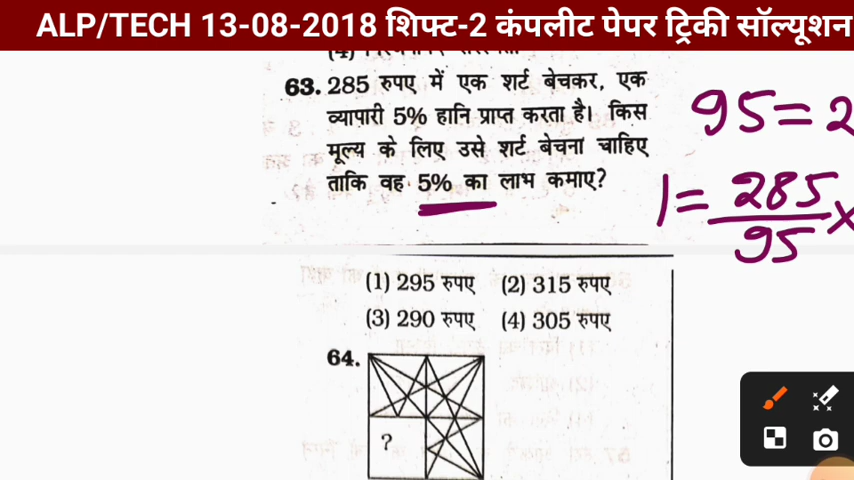 ALP/TECH 13-08-2018 शिफ्ट-2 कंपलीट पेपर ट्रिकी सॉल्यूशन
63. 285 रुपए में एक शर्ट बेचकर, एक
व्यापारी 5% हानि प्राप्त करता है। किस
मूल्य के लिए उसे शर्ट बेचना चाहिए
ताकि वह 5% का लाभ कमाए?
95 = 2
1 = 285/95 ×
(1) 295 रुपए (2) 315 रुपए
(3) 290 रुपए (4) 305 रुपए
64.
?